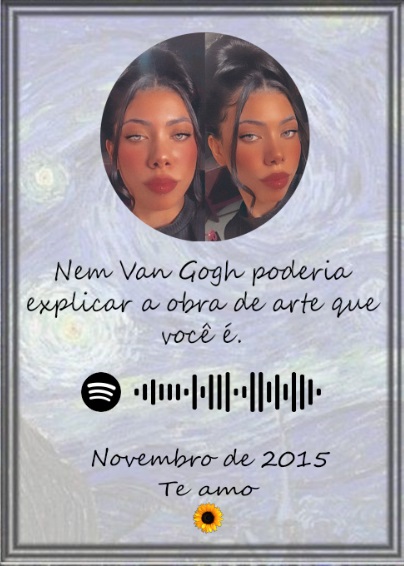 Nem Van Gogh poderia
explicar a obra de arte que
você é.
Novembro de 2015
Te amo